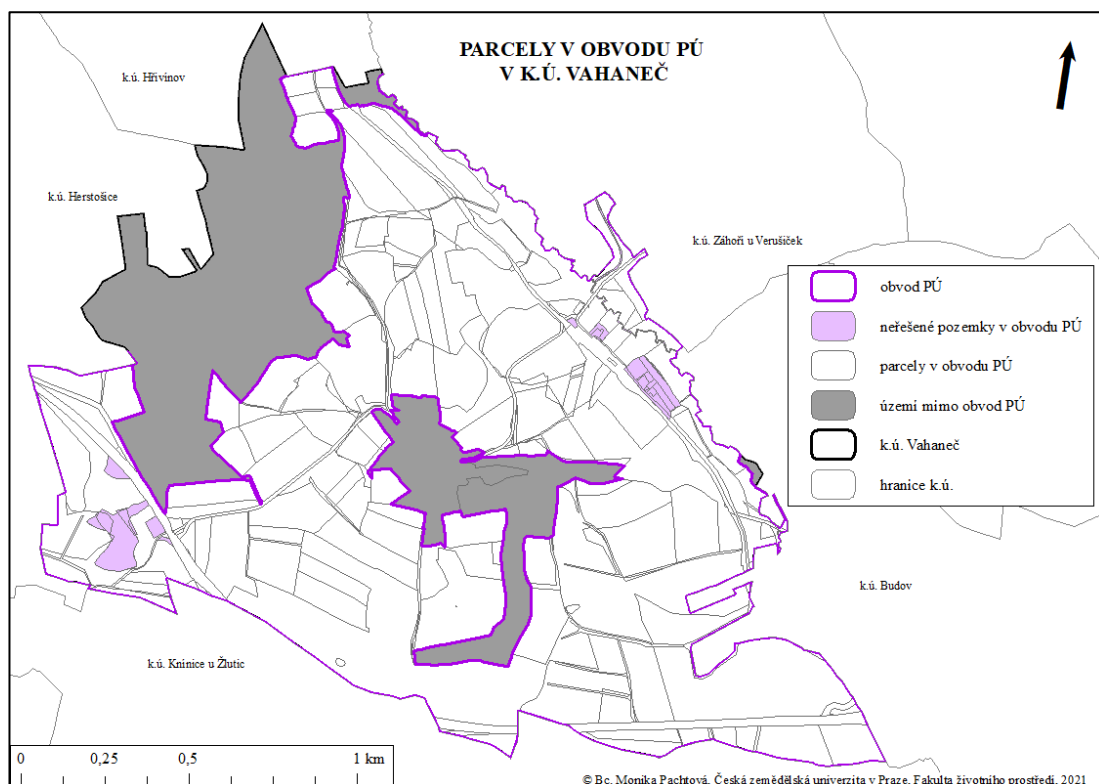 PARCELY V OBVODU PÚ
V K.Ú. VAHANEČ
k.ú. Hřivinov
k.ú. Herstošice
k.ú. Záhoří u Verušiček
obvod PÚ
neřešené pozemky v obvodu PÚ
parcely v obvodu PÚ
území mimo obvod PÚ
k.ú. Vahaneč
hranice k.ú.
k.ú. Budov
k.ú. Knínice u Žlutic
0 0,25 0,5 1 km
© Bc. Monika Pachtová, Česká zemědělská univerzita v Praze, Fakulta životního prostředí, 2021